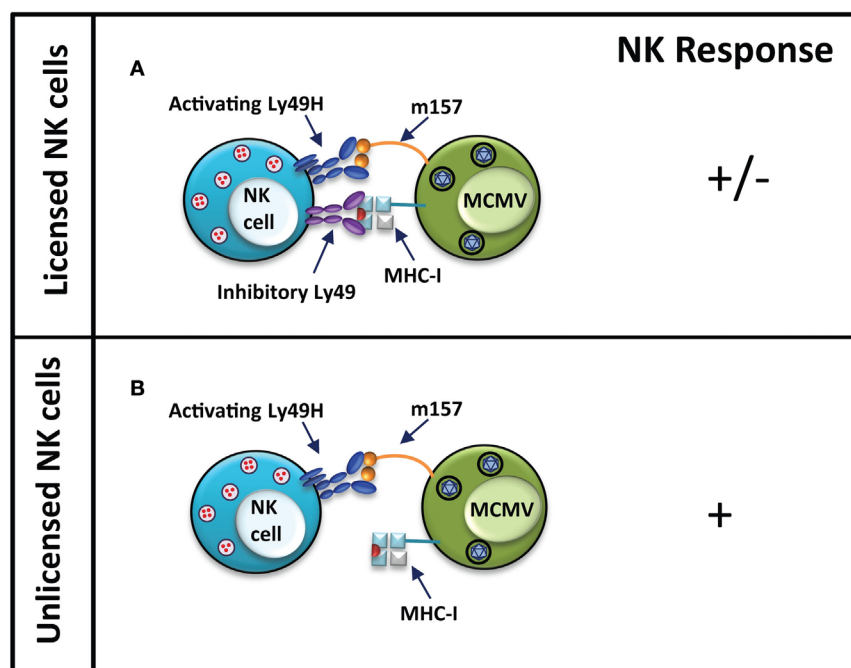 NK Response
Licensed NK cells
A
Activating Ly49H
m157
NK
cell
MCMV
+/-
Inhibitory Ly49
MHC-I
Unlicensed NK cells
B
Activating Ly49H
m157
NK
cell
MCMV
+
MHC-I